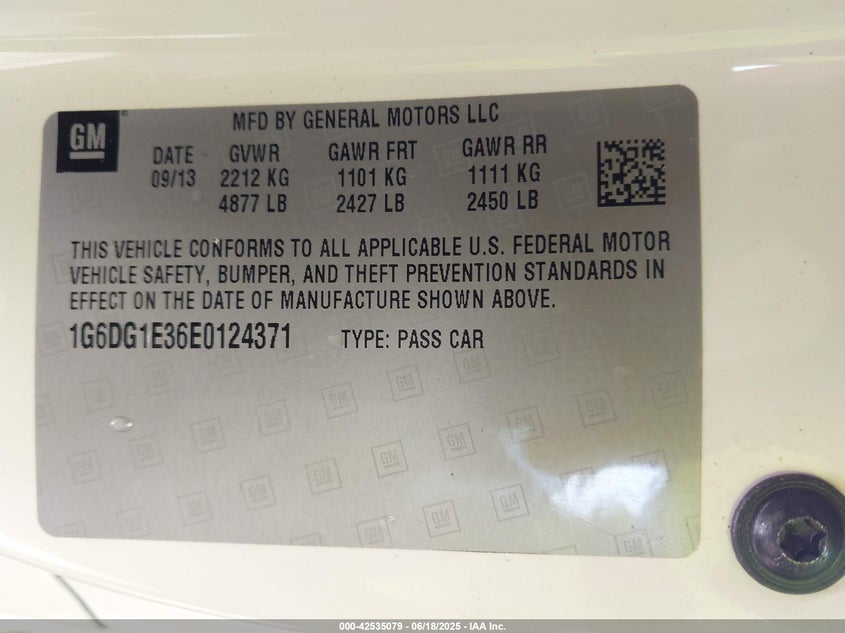 GM
MFD BY GENERAL MOTORS LLC
DATE GVWR GAWR FRT GAWR RR
09/13 2212 KG 1101 KG 1111 KG
4877 LB 2427 LB 2450 LB
THIS VEHICLE CONFORMS TO ALL APPLICABLE U.S. FEDERAL MOTOR
VEHICLE SAFETY, BUMPER, AND THEFT PREVENTION STANDARDS IN
EFFECT ON THE DATE OF MANUFACTURE SHOWN ABOVE.
1G6DG1E36E0124371 TYPE: PASS CAR
000-42535079 - 06/18/2025 - IAA Inc.